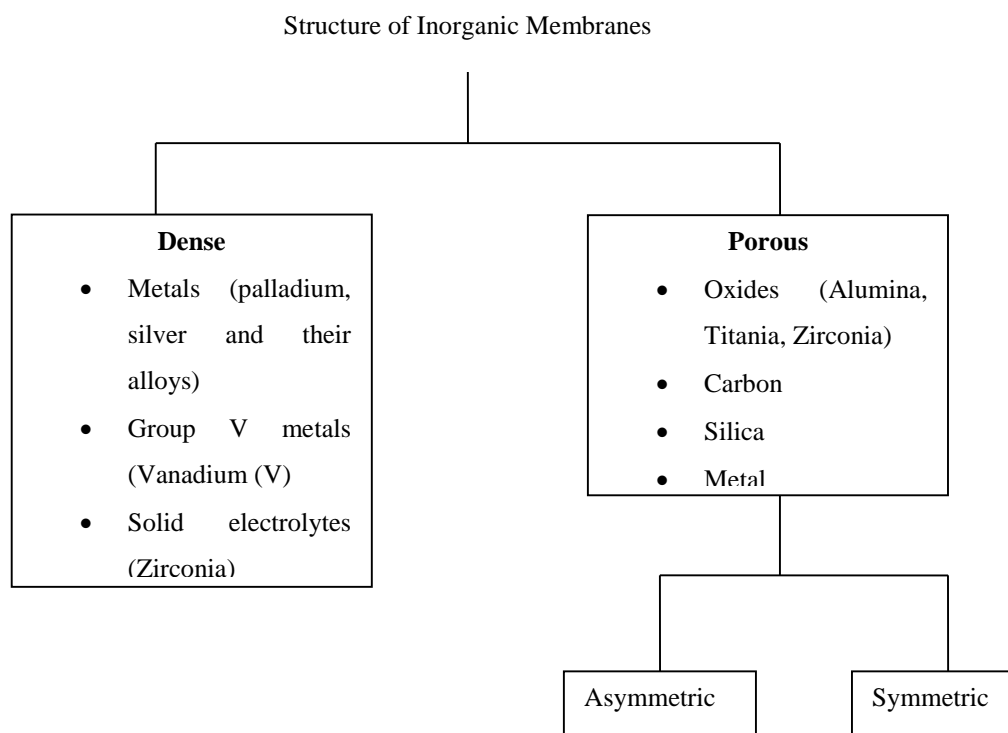 Structure of Inorganic Membranes
Dense
• Metals (palladium,
silver and their
alloys)
• Group V metals
(Vanadium (V)
• Solid electrolytes
(Zirconia)
Porous
• Oxides (Alumina,
Titania, Zirconia)
• Carbon
• Silica
• Metal
Asymmetric
Symmetric